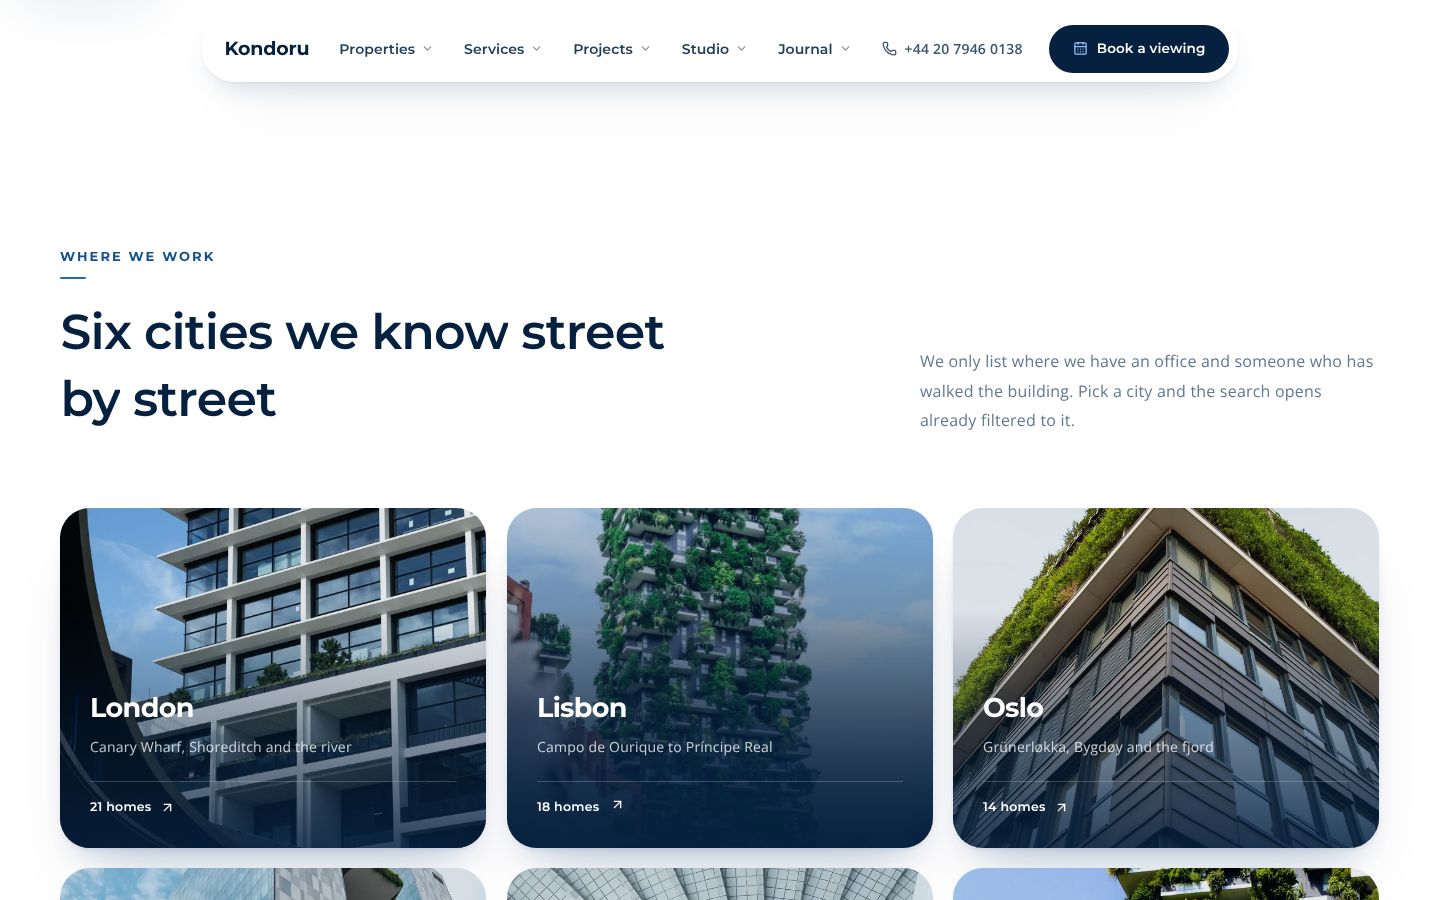 Kondoru
Properties
Services
Projects
Studio
Journal
+44 20 7946 0138
Book a viewing
WHERE WE WORK
Six cities we know street
by street
We only list where we have an office and someone who has
walked the building. Pick a city and the search opens
already filtered to it.
London
Canary Wharf, Shoreditch and the river
21 homes
Lisbon
Campo de Ourique to Príncipe Real
18 homes
Oslo
Grünerløkka, Bygdøy and the fjord
14 homes